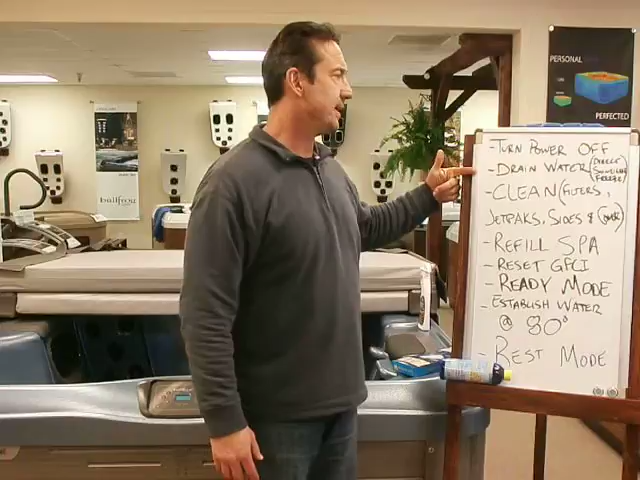 PERSONAL
PERFECTED
bullfrog
- TURN POWER OFF
- DRAIN WATER (
- CLEAN (FILTERS,
JETPAKS, SIDES & COVER)
- REFILL SPA
- RESET GFCI
- READY MODE
- ESTABLISH WATER
@ 80°
- REST MODE